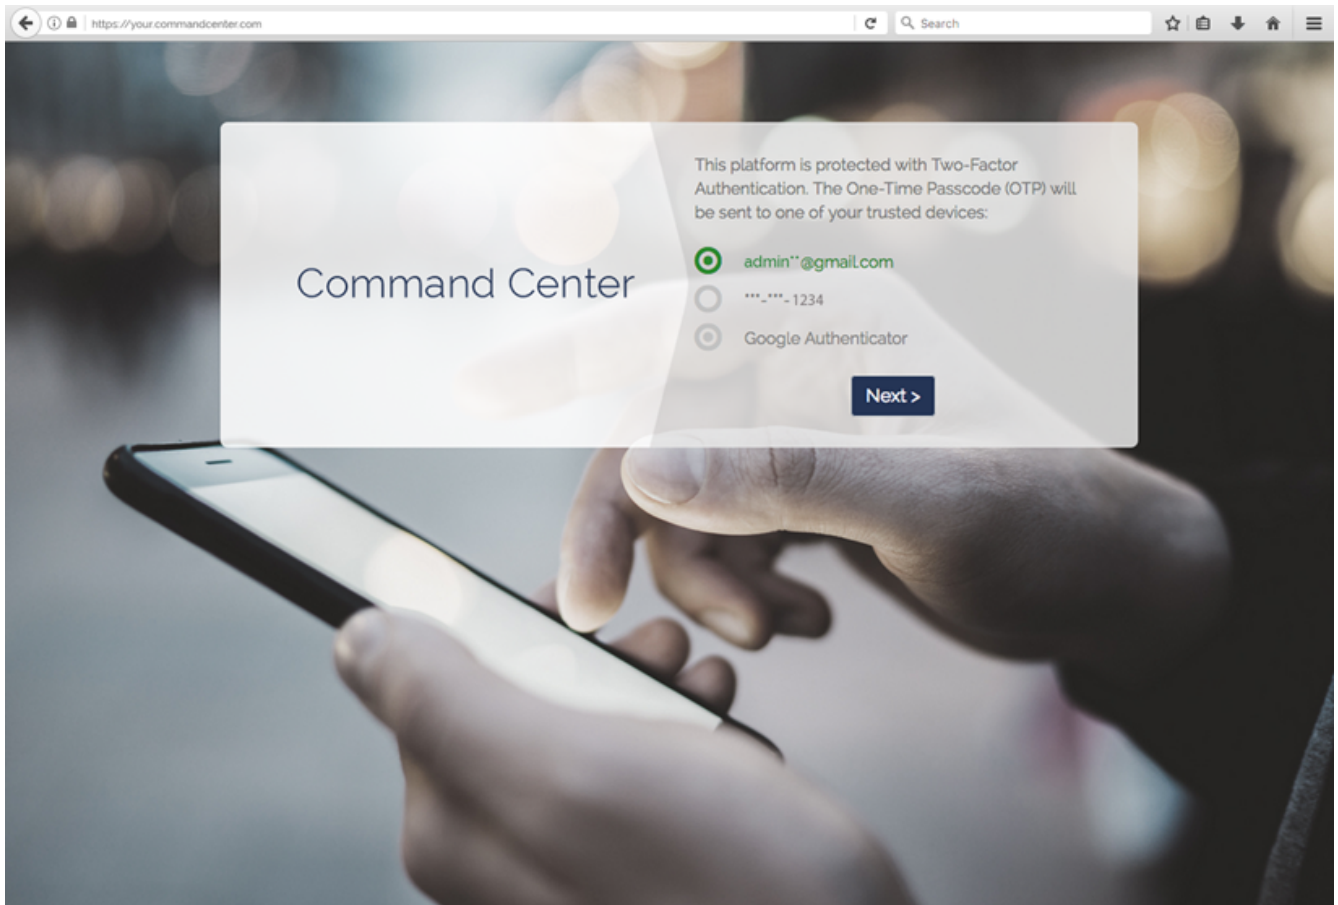 https://your.commandcenter.com
Search
This platform is protected with Two-Factor
Authentication. The One-Time Passcode (OTP) will
be sent to one of your trusted devices:
Command Center
admin**@gmail.com
***-***-1234
Google Authenticator
Next >